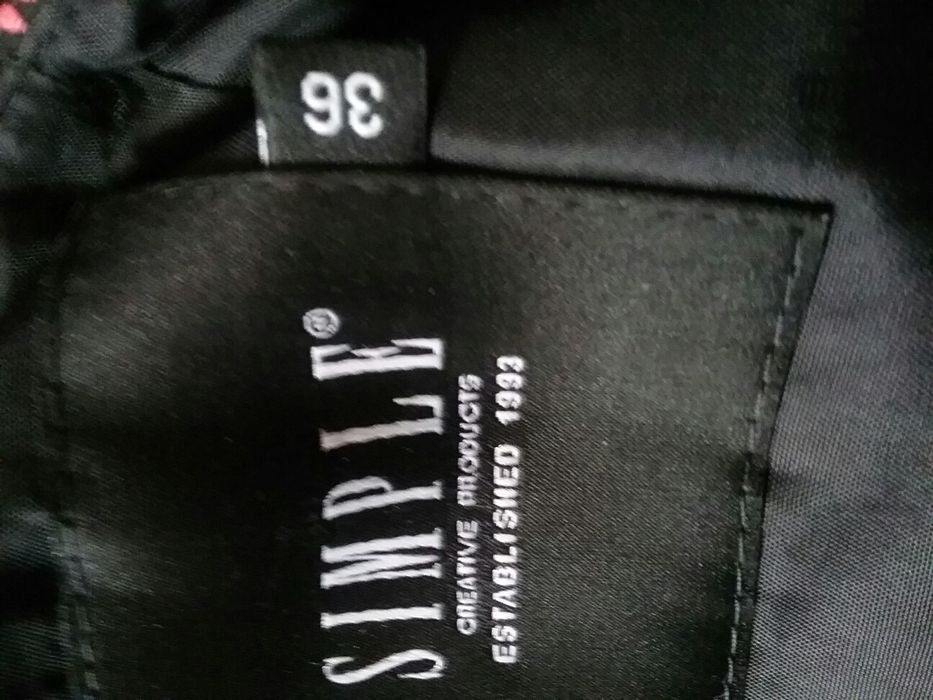 36
SIMPLE®
CREATIVE PRODUCTS
ESTABLISHED 1993